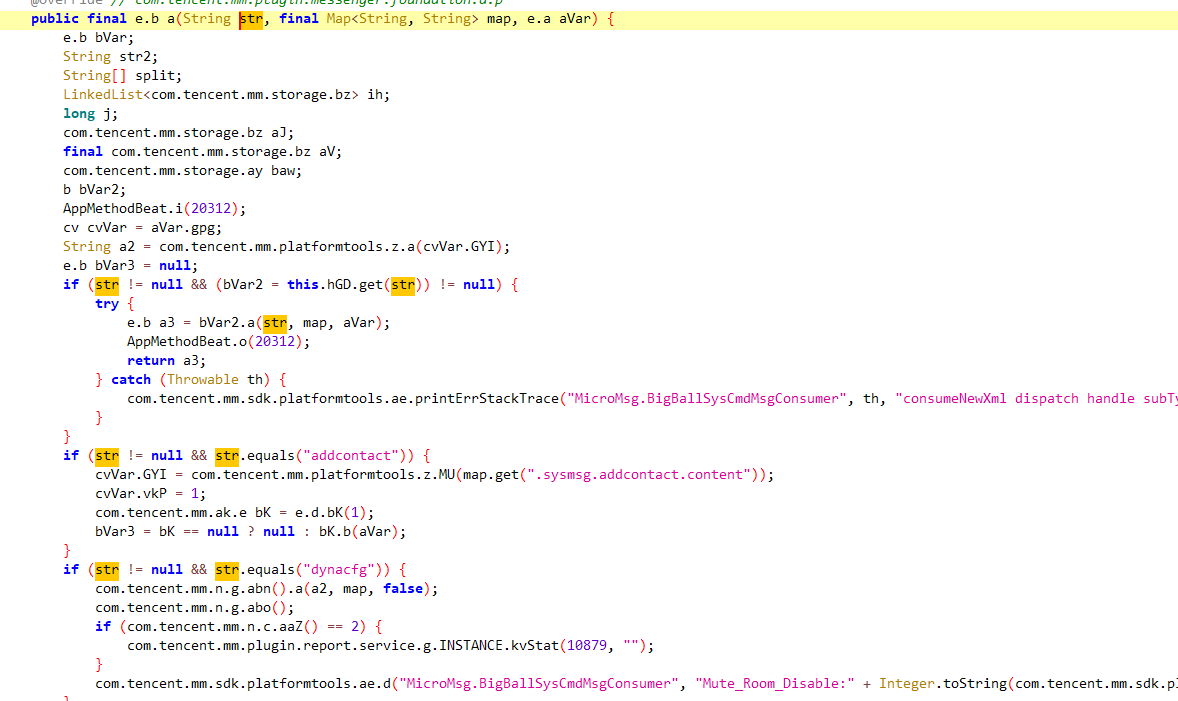 @Override // com.tencent.mm.plugin.messenger.foundation.a.p
public final e.b a(String str, final Map<String, String> map, e.a aVar) {
e.b bVar;
String str2;
String[] split;
LinkedList<com.tencent.mm.storage.bz> ih;
long j;
com.tencent.mm.storage.bz aJ;
final com.tencent.mm.storage.bz aV;
com.tencent.mm.storage.ay baw;
b bVar2;
AppMethodBeat.i(20312);
cv cvVar = aVar.gpg;
String a2 = com.tencent.mm.platformtools.z.a(cvVar.GYI);
e.b bVar3 = null;
if (str != null && (bVar2 = this.hGD.get(str)) != null) {
try {
e.b a3 = bVar2.a(str, map, aVar);
AppMethodBeat.o(20312);
return a3;
} catch (Throwable th) {
com.tencent.mm.sdk.platformtools.ae.printErrStackTrace("MicroMsg.BigBallSysCmdMsgConsumer", th, "consumeNewXml dispatch handle subTy
}
}
if (str != null && str.equals("addcontact")) {
cvVar.GYI = com.tencent.mm.platformtools.z.MU(map.get(".sysmsg.addcontact.content"));
cvVar.vkP = 1;
com.tencent.mm.ak.e bK = e.d.bK(1);
bVar3 = bK == null ? null : bK.b(aVar);
}
if (str != null && str.equals("dynacfg")) {
com.tencent.mm.n.g.abn().a(a2, map, false);
com.tencent.mm.n.g.abo();
if (com.tencent.mm.n.c.aaZ() == 2) {
com.tencent.mm.plugin.report.service.g.INSTANCE.kvStat(10879, "");
}
com.tencent.mm.sdk.platformtools.ae.d("MicroMsg.BigBallSysCmdMsgConsumer", "Mute_Room_Disable:" + Integer.toString(com.tencent.mm.sdk.pl